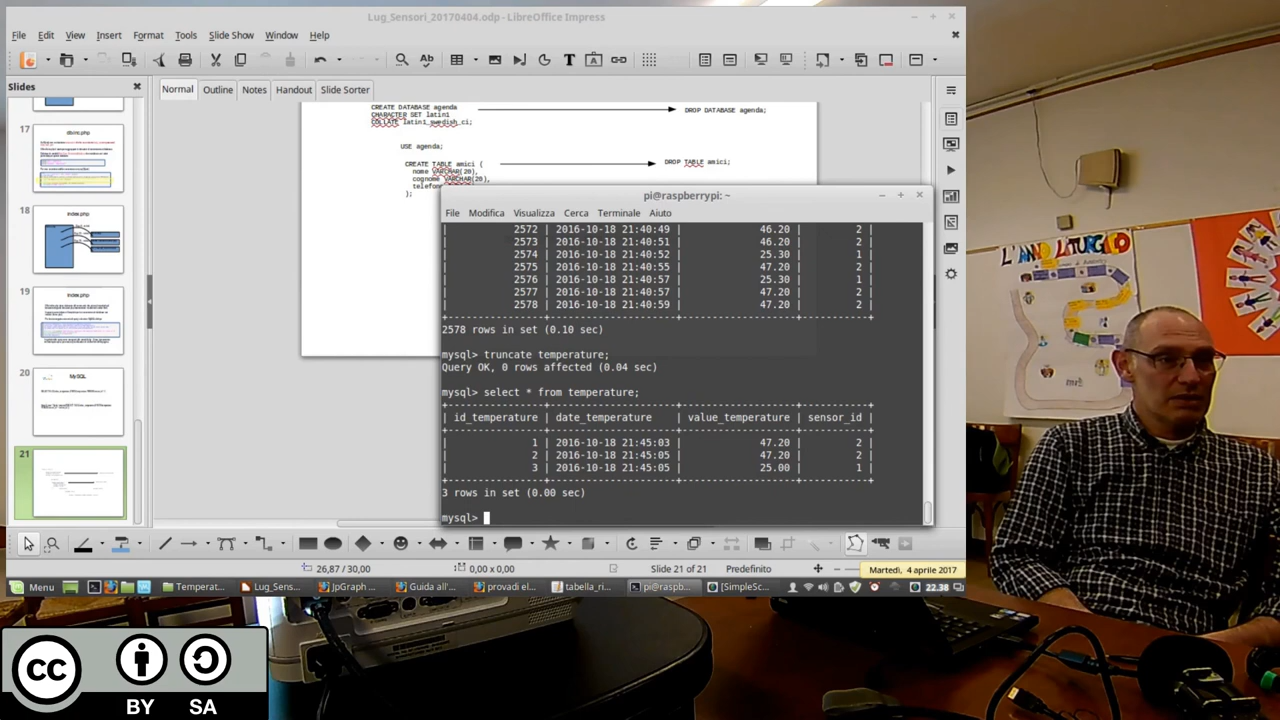 Lug_Sensori_20170404.odp - LibreOffice Impress
File Edit View Insert Format Tools Slide Show Window Help
Slides
Normal Outline Notes Handout Slide Sorter
17
18
index.php
19
index.php
20
MySQL
21
CREATE DATABASE agenda
CHARACTER SET latin1
COLLATE latin1_swedish_ci;
DROP DATABASE agenda;
USE agenda;
CREATE TABLE amici (
nome VARCHAR(20),
cognome VARCHAR(20),
telefon
);
DROP TABLE amici;
pi@raspberrypi: ~
File Modifica Visualizza Cerca Terminale Aiuto
| 2572 | 2016-10-18 21:40:49 | 46.20 | 2 |
| 2573 | 2016-10-18 21:40:51 | 46.20 | 2 |
| 2574 | 2016-10-18 21:40:52 | 25.30 | 1 |
| 2575 | 2016-10-18 21:40:55 | 47.20 | 2 |
| 2576 | 2016-10-18 21:40:57 | 25.30 | 1 |
| 2577 | 2016-10-18 21:40:57 | 47.20 | 2 |
| 2578 | 2016-10-18 21:40:59 | 47.20 | 2 |
2578 rows in set (0.10 sec)
mysql> truncate temperature;
Query OK, 0 rows affected (0.04 sec)
mysql> select * from temperature;
| id_temperature | date_temperature | value_temperature | sensor_id |
| 1 | 2016-10-18 21:45:03 | 47.20 | 2 |
| 2 | 2016-10-18 21:45:05 | 47.20 | 2 |
| 3 | 2016-10-18 21:45:05 | 25.00 | 1 |
3 rows in set (0.00 sec)
mysql>
26,87 / 30,00 0,00 x 0,00 Slide 21 of 21 Predefinito
Martedì, 4 aprile 2017
Menu Temperat... Lug_Sens... JpGraph ... Guida all'... provadi el... tabella_ri... pi@raspb... [SimpleSc... 22.38
L'ANNO LITURGICO
cc
BY SA